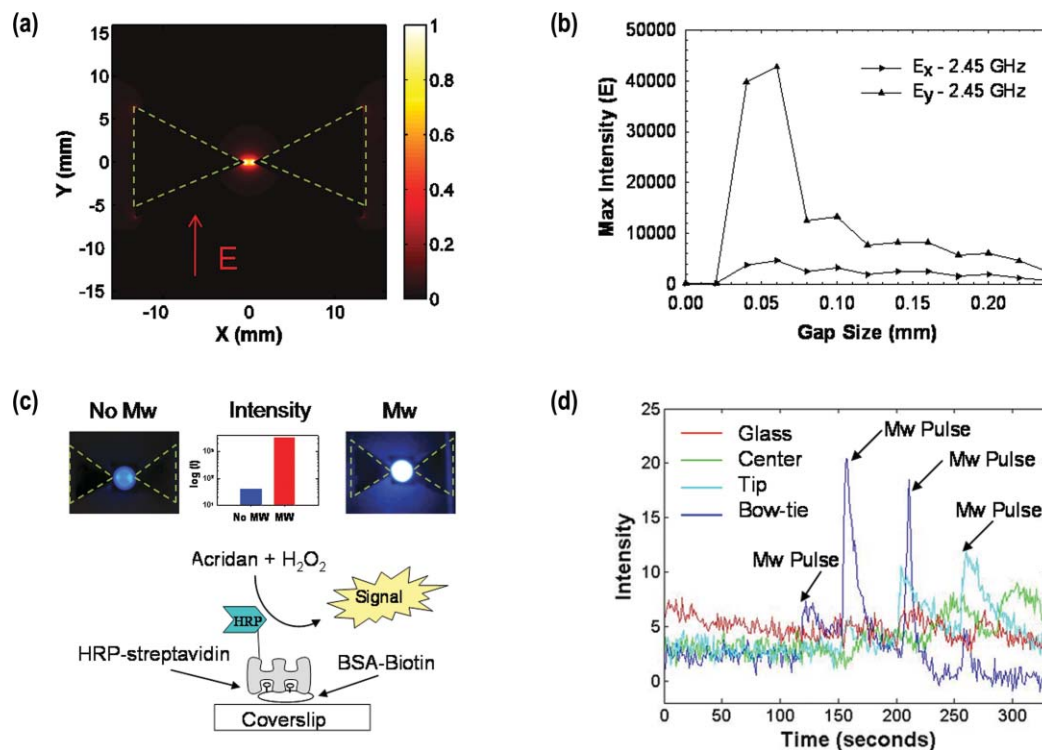 (a)
15
10
5
0
-5
-10
-15
Y (mm)
-10
0
10
X (mm)
E
1
0.8
0.6
0.4
0.2
0
(b)
50000
40000
30000
20000
10000
0
Max Intensity (E)
Ex - 2.45 GHz
Ey - 2.45 GHz
0.00
0.05
0.10
0.15
0.20
Gap Size (mm)
(c)
No Mw
Intensity
Mw
log (I)
No MW
MW
Acridan + H₂O₂
Signal
HRP
HRP-streptavidin
BSA-Biotin
Coverslip
(d)
25
20
15
10
5
0
Intensity
Glass
Center
Tip
Bow-tie
Mw Pulse
Mw Pulse
Mw Pulse
Mw Pulse
0
50
100
150
200
250
300
Time (seconds)